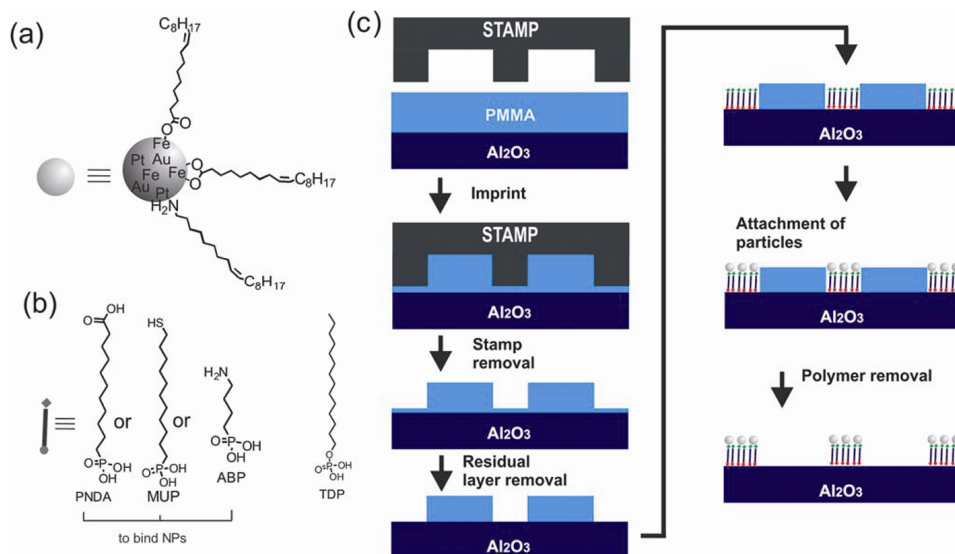 (a)
C8H17
O
O
Fe
Pt Au
Fe
Fe
O
O
Au
Pt
H2N
C8H17
C8H17
(b)
O
OH
HS
H2N
or
or
O=P-OH
OH
O=P-OH
OH
O=P-OH
OH
O
O=P-OH
OH
PNDA
MUP
ABP
TDP
to bind NPs
(c)
STAMP
PMMA
Al2O3
Imprint
STAMP
Al2O3
Stamp
removal
Al2O3
Residual
layer removal
Al2O3
Al2O3
Attachment of
particles
Al2O3
Polymer removal
Al2O3